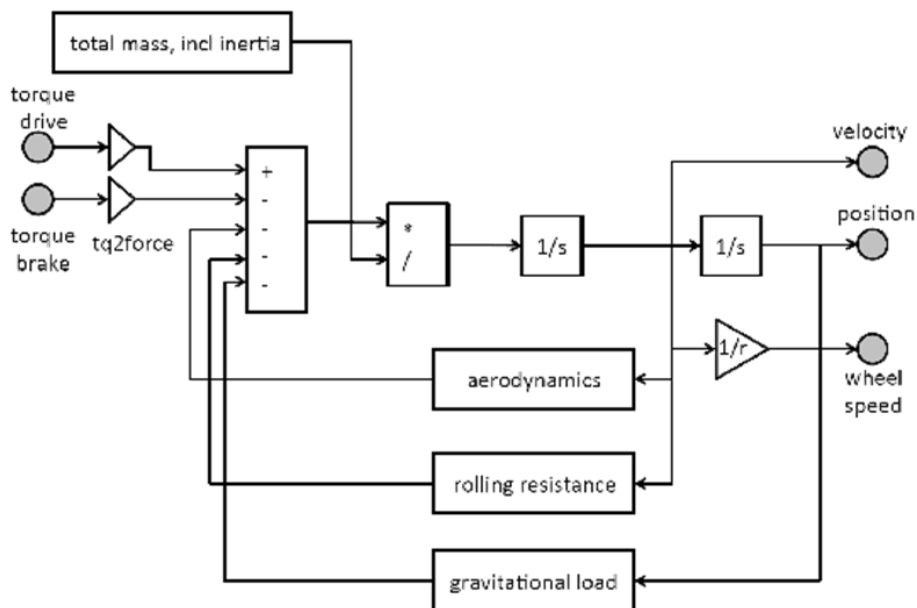 total mass, incl inertia
torque
drive
torque
brake
tq2force
+
-
-
-
-
*
/
1/s
1/s
velocity
position
1/r
wheel
speed
aerodynamics
rolling resistance
gravitational load